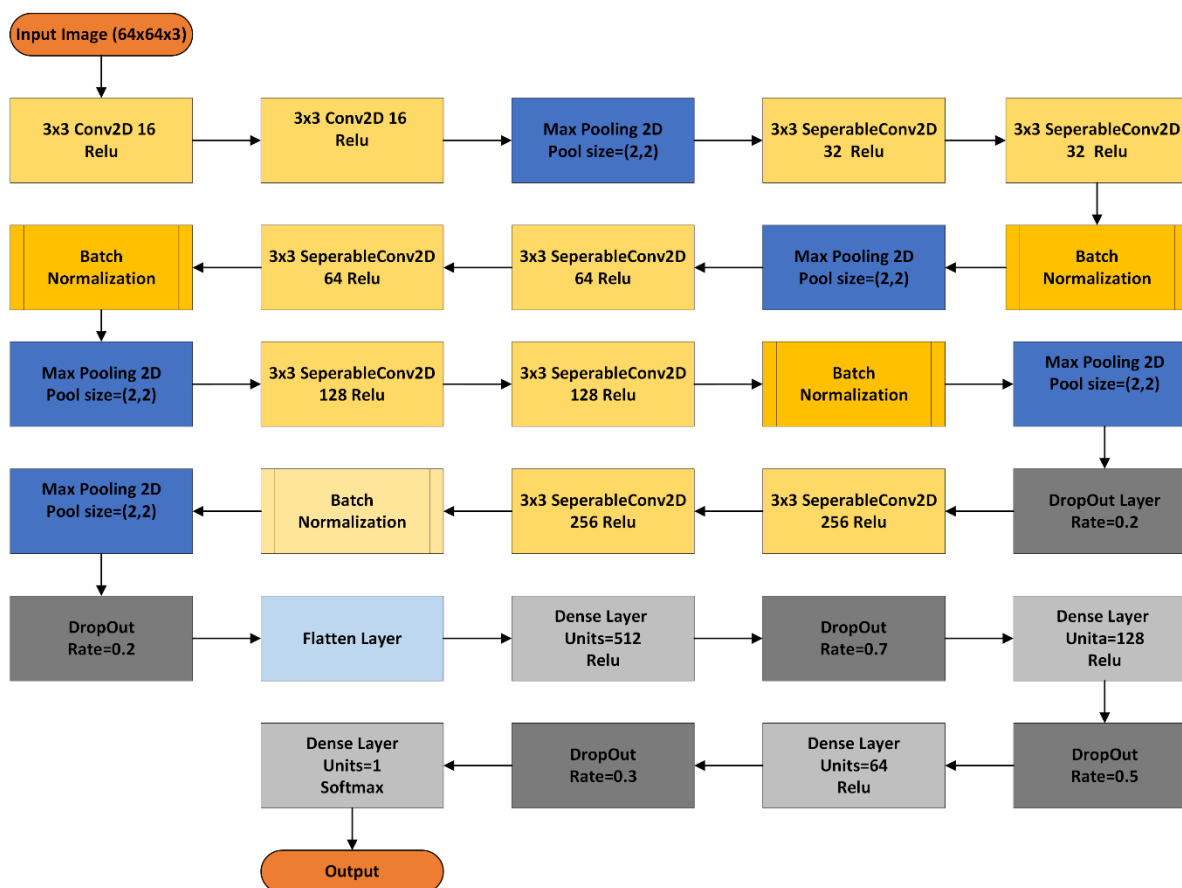 Input Image (64x64x3)
3x3 Conv2D 16
Relu
3x3 Conv2D 16
Relu
Max Pooling 2D
Pool size=(2,2)
3x3 SeperableConv2D
32 Relu
3x3 SeperableConv2D
32 Relu
Batch
Normalization
Max Pooling 2D
Pool size=(2,2)
3x3 SeperableConv2D
64 Relu
3x3 SeperableConv2D
64 Relu
Batch
Normalization
Max Pooling 2D
Pool size=(2,2)
3x3 SeperableConv2D
128 Relu
3x3 SeperableConv2D
128 Relu
Batch
Normalization
Max Pooling 2D
Pool size=(2,2)
DropOut Layer
Rate=0.2
3x3 SeperableConv2D
256 Relu
3x3 SeperableConv2D
256 Relu
Batch
Normalization
Max Pooling 2D
Pool size=(2,2)
DropOut
Rate=0.2
Flatten Layer
Dense Layer
Units=512
Relu
DropOut
Rate=0.7
Dense Layer
Unita=128
Relu
DropOut
Rate=0.5
Dense Layer
Units=64
Relu
DropOut
Rate=0.3
Dense Layer
Units=1
Softmax
Output